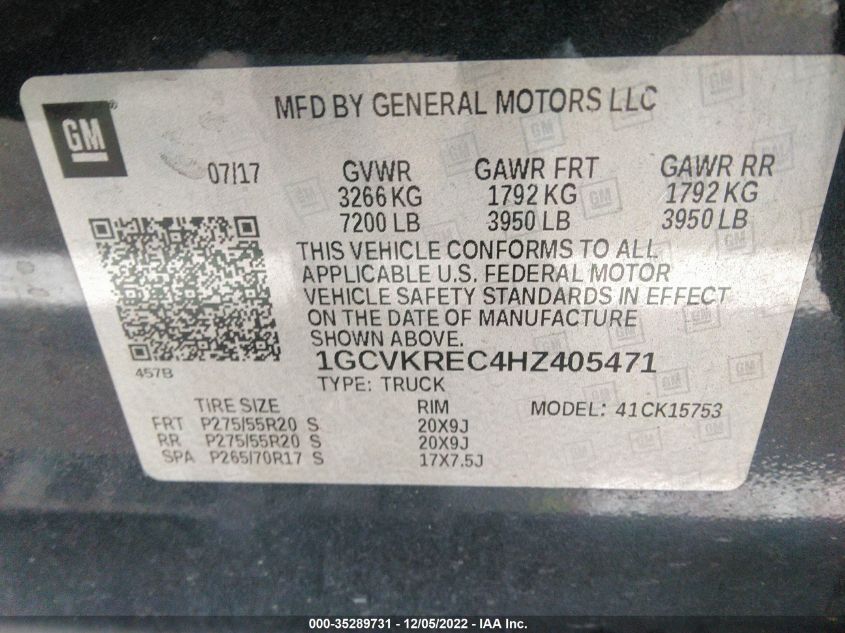 GM®
MFD BY GENERAL MOTORS LLC
07/17 GVWR GAWR FRT GAWR RR
3266 KG 1792 KG 1792 KG
7200 LB 3950 LB 3950 LB
THIS VEHICLE CONFORMS TO ALL
APPLICABLE U.S. FEDERAL MOTOR
VEHICLE SAFETY STANDARDS IN EFFECT
ON THE DATE OF MANUFACTURE
SHOWN ABOVE.
1GCVKREC4HZ405471
457B
TYPE: TRUCK
TIRE SIZE RIM MODEL: 41CK15753
FRT P275/55R20 S 20X9J
RR P275/55R20 S 20X9J
SPA P265/70R17 S 17X7.5J
000-35289731 - 12/05/2022 - IAA Inc.